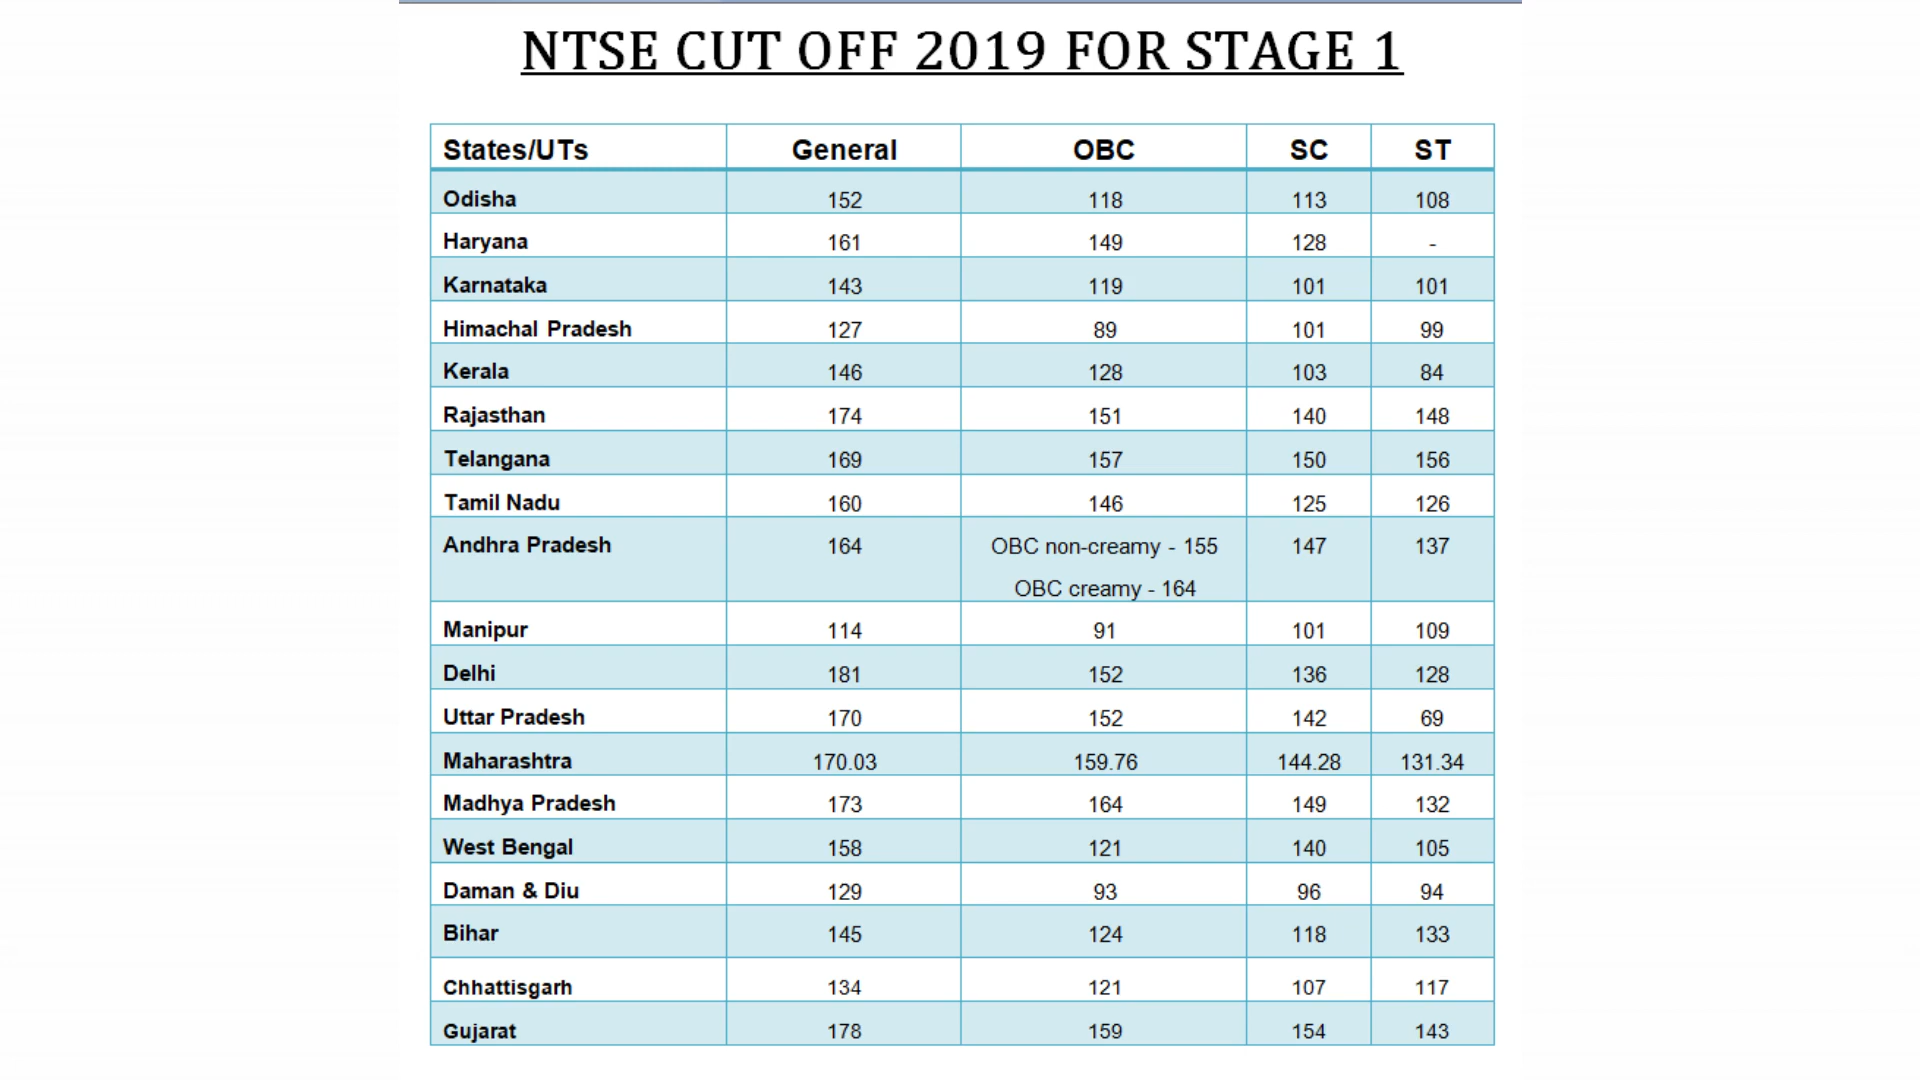 NTSE CUT OFF 2019 FOR STAGE 1
States/UTs General OBC SC ST
Odisha 152 118 113 108
Haryana 161 149 128 -
Karnataka 143 119 101 101
Himachal Pradesh 127 89 101 99
Kerala 146 128 103 84
Rajasthan 174 151 140 148
Telangana 169 157 150 156
Tamil Nadu 160 146 125 126
Andhra Pradesh 164 OBC non-creamy - 155 147 137
OBC creamy - 164
Manipur 114 91 101 109
Delhi 181 152 136 128
Uttar Pradesh 170 152 142 69
Maharashtra 170.03 159.76 144.28 131.34
Madhya Pradesh 173 164 149 132
West Bengal 158 121 140 105
Daman & Diu 129 93 96 94
Bihar 145 124 118 133
Chhattisgarh 134 121 107 117
Gujarat 178 159 154 143